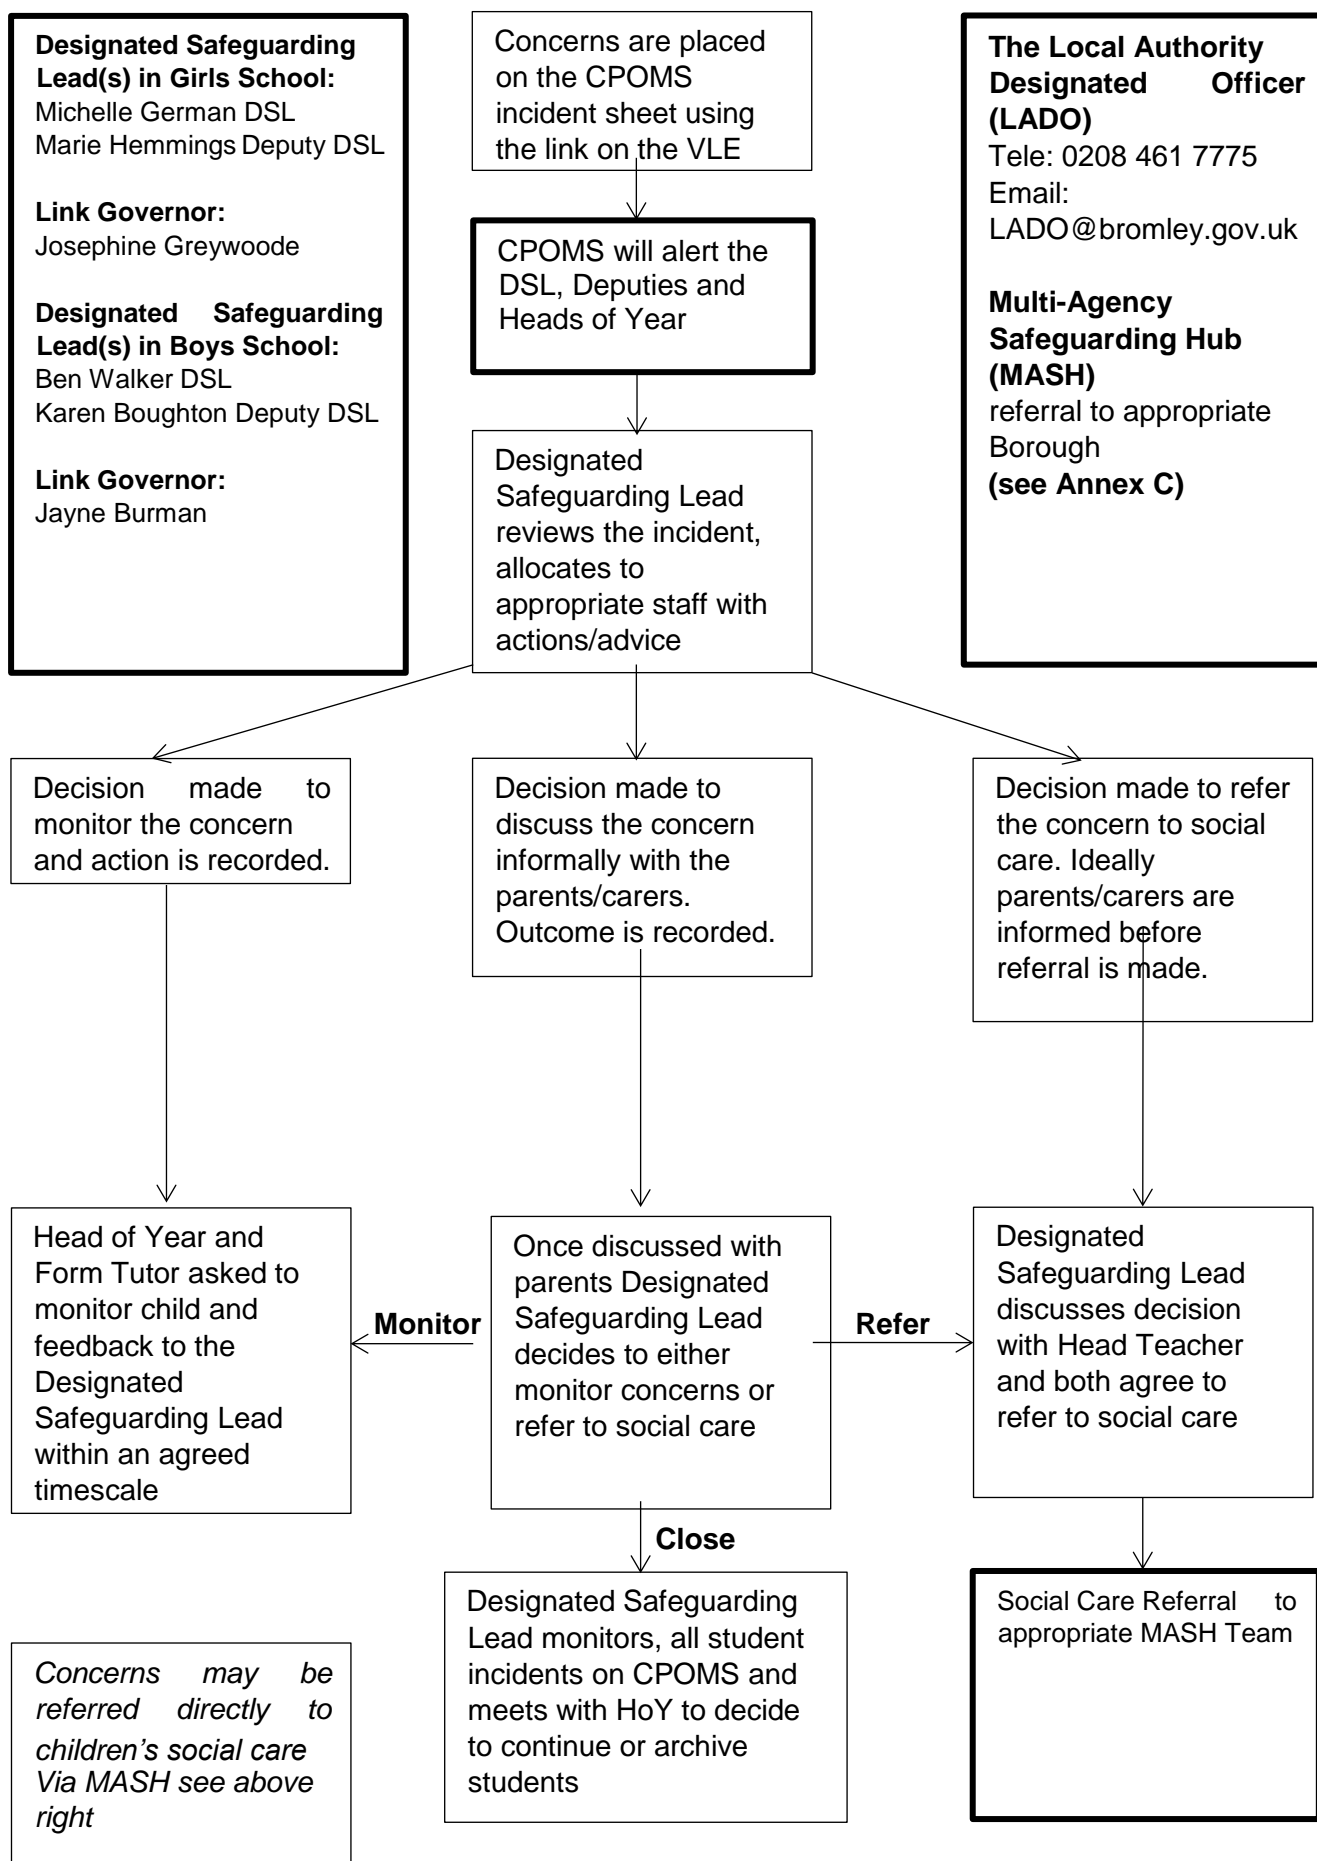 Designated Safeguarding
Lead(s) in Girls School:
Michelle German DSL
Marie Hemmings Deputy DSL
Link Governor:
Josephine Greywoode
Designated Safeguarding
Lead(s) in Boys School:
Ben Walker DSL
Karen Boughton Deputy DSL
Link Governor:
Jayne Burman
Concerns are placed
on the CPOMS
incident sheet using
the link on the VLE
CPOMS will alert the
DSL, Deputies and
Heads of Year
Designated
Safeguarding Lead
reviews the incident,
allocates to
appropriate staff with
actions/advice
The Local Authority
Designated Officer
(LADO)
Tele: 0208 461 7775
Email:
LADO@bromley.gov.uk
Multi-Agency
Safeguarding Hub
(MASH)
referral to appropriate
Borough
(see Annex C)
Decision made to
monitor the concern
and action is recorded.
Decision made to
discuss the concern
informally with the
parents/carers.
Outcome is recorded.
Decision made to refer
the concern to social
care. Ideally
parents/carers are
informed before
referral is made.
Head of Year and
Form Tutor asked to
monitor child and
feedback to the
Designated
Safeguarding Lead
within an agreed
timescale
Monitor
Once discussed with
parents Designated
Safeguarding Lead
decides to either
monitor concerns or
refer to social care
Refer
Designated
Safeguarding Lead
discusses decision
with Head Teacher
and both agree to
refer to social care
Close
Designated Safeguarding
Lead monitors, all student
incidents on CPOMS and
meets with HoY to decide
to continue or archive
students
Social Care Referral to
appropriate MASH Team
Concerns may be
referred directly to
children's social care
Via MASH see above
right